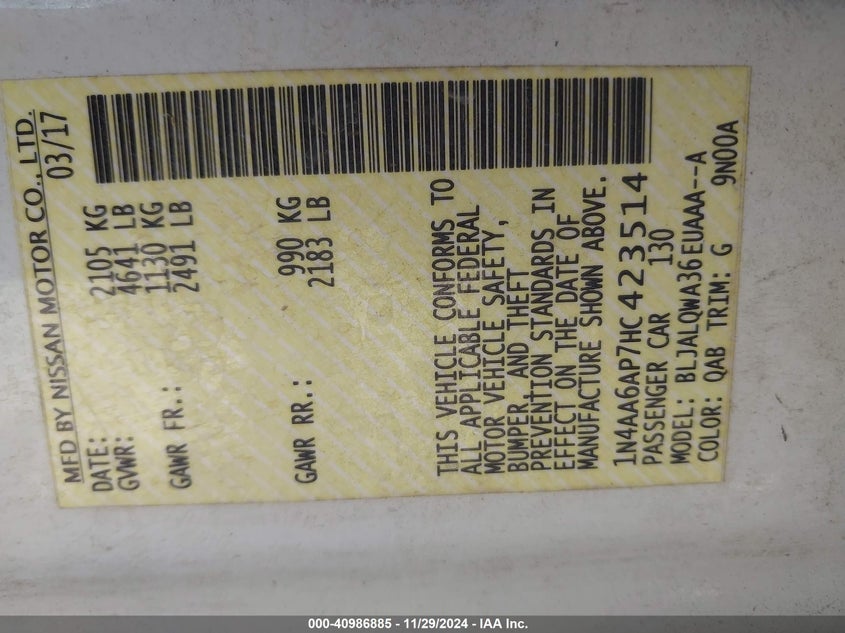 MFD BY NISSAN MOTOR CO., LTD.
DATE: 03/17
GVWR: 2105 KG
4641 LB
GAWR FR.: 1130 KG
2491 LB
GAWR RR.: 990 KG
2183 LB
THIS VEHICLE CONFORMS TO
ALL APPLICABLE FEDERAL
MOTOR VEHICLE SAFETY,
BUMPER, AND THEFT
PREVENTION STANDARDS IN
EFFECT ON THE DATE OF
MANUFACTURE SHOWN ABOVE.
1N4AA6AP7HC423514
PASSENGER CAR 130
MODEL: BLJALQWA36EUAAA--A
COLOR: QAB TRIM: G 9N00A
000-40986885 - 11/29/2024 - IAA Inc.